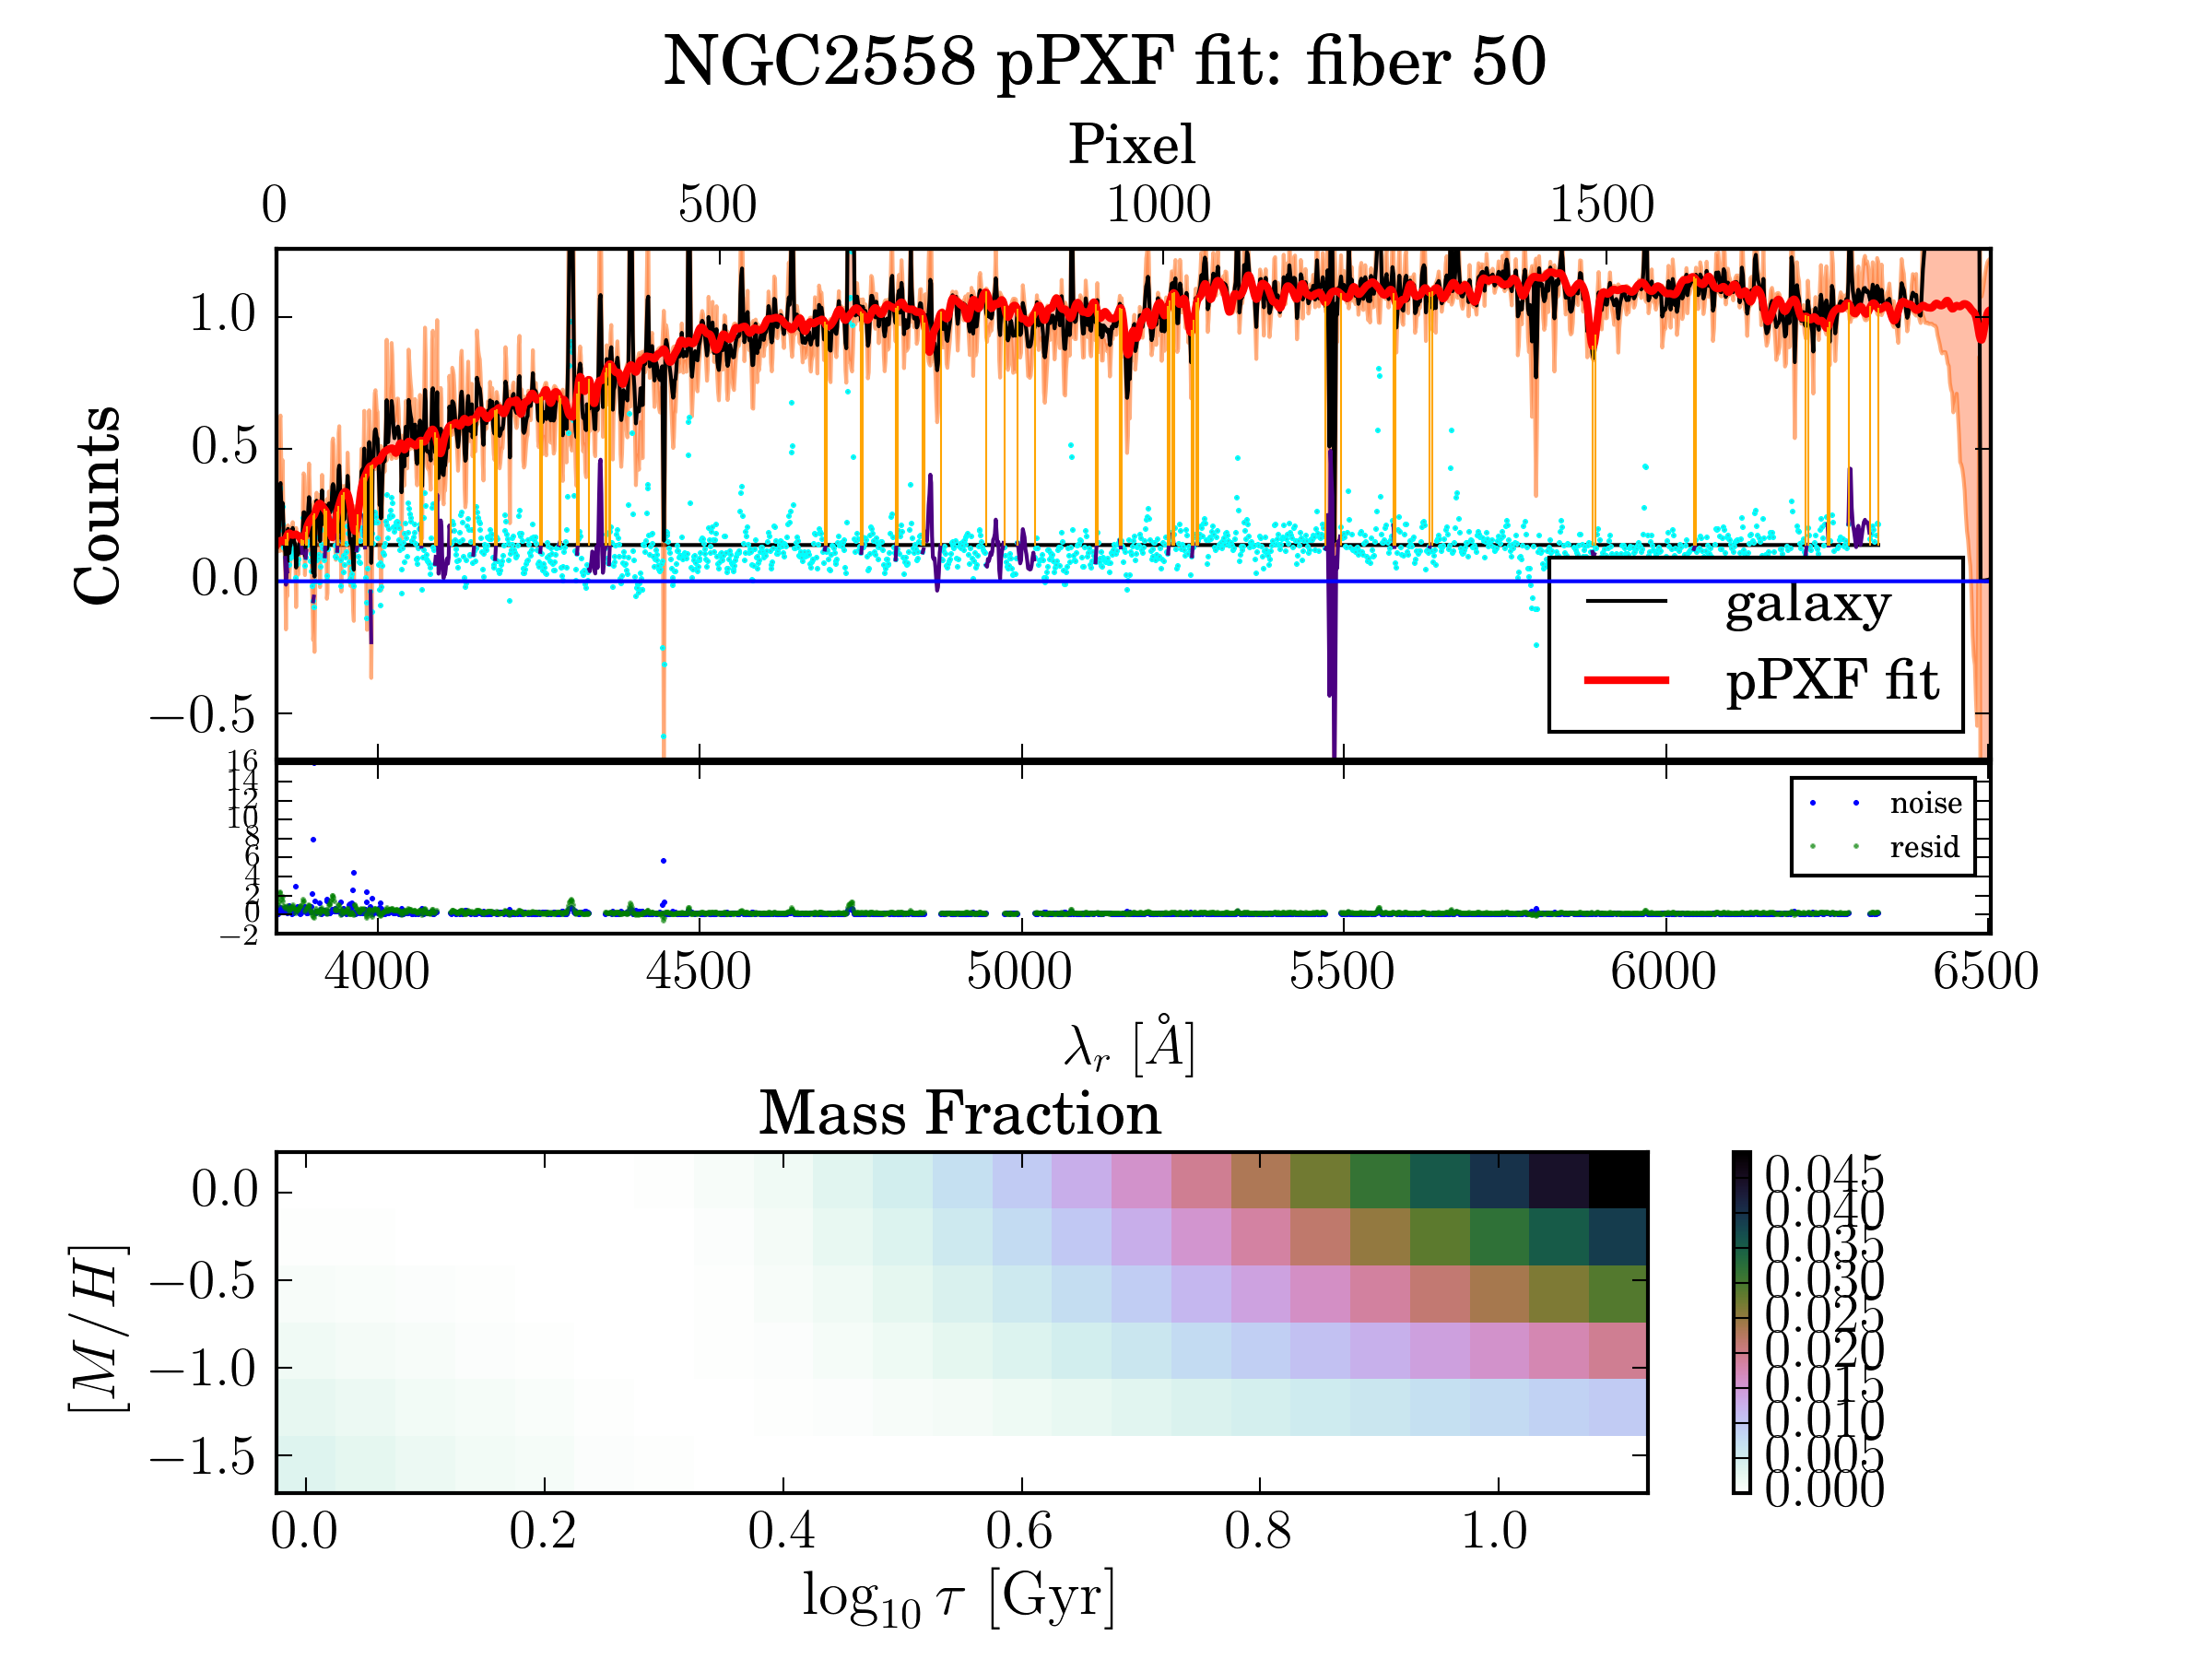 NGC2558 pPXF fit: fiber 50
Pixel
0 500 1000 1500
1.0
0.5
0.0
−0.5
Counts
galaxy
pPXF fit
16
14
12
10
8
6
4
2
0
−2
noise
resid
4000 4500 5000 5500 6000 6500
λr [Å]
Mass Fraction
0.0
−0.5
−1.0
−1.5
[M/H]
0.045
0.040
0.035
0.030
0.025
0.020
0.015
0.010
0.005
0.000
0.0 0.2 0.4 0.6 0.8 1.0
log10 τ [Gyr]